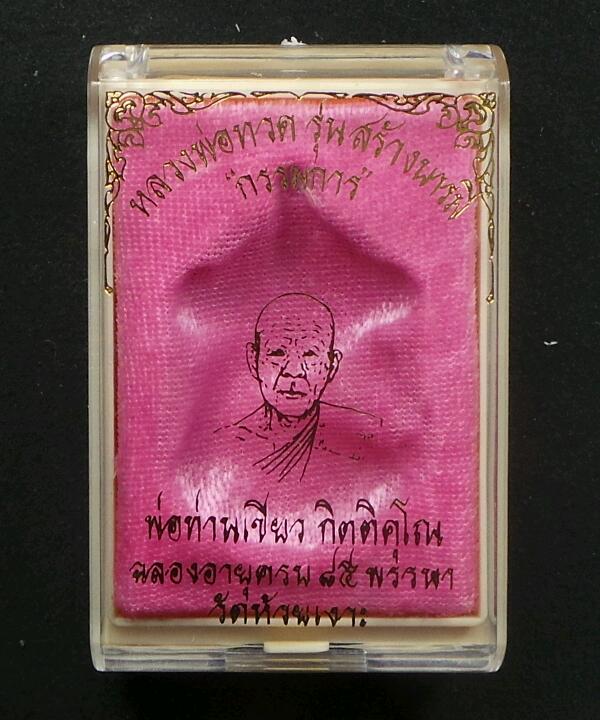 หลวงพ่อทวด รุ่น สร้างบารมี
"กรรมการ"
พ่อท่านเขียว กิตติคุโณ
ฉลองอายุครบ ๘๕ พรรษา
วัดห้วยเงาะ